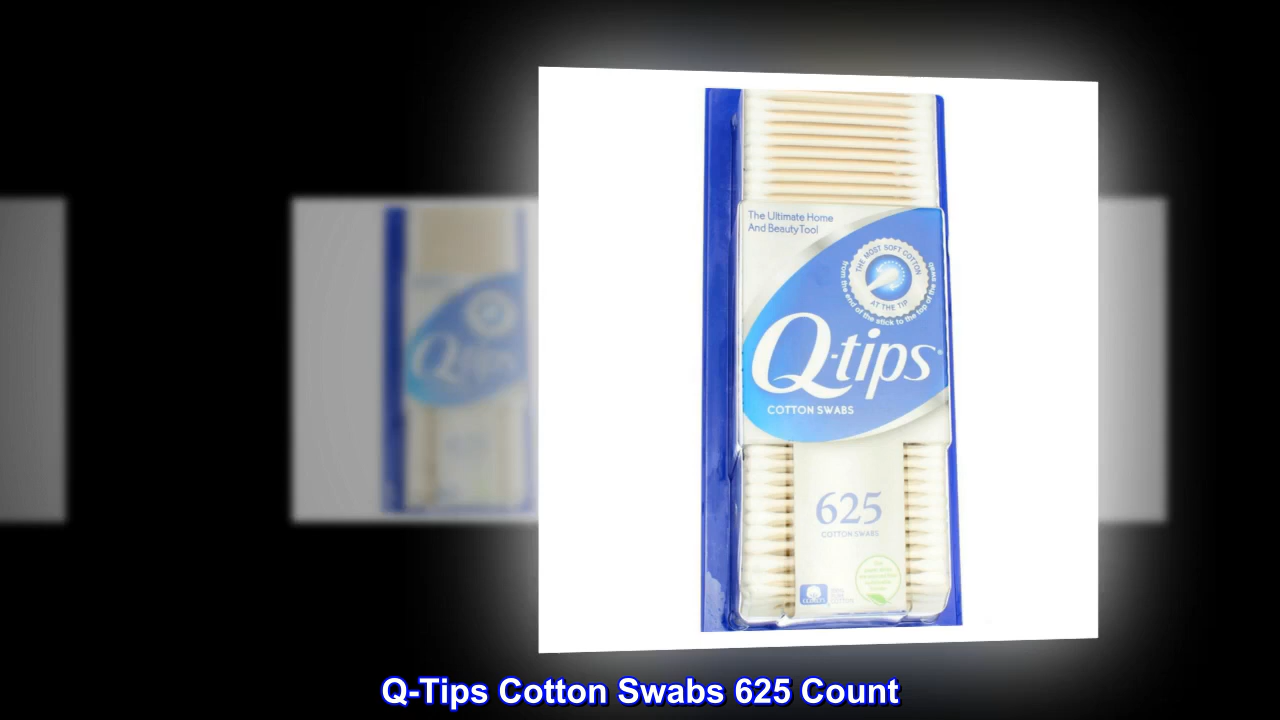 The Ultimate Home
And Beauty Tool
THE MOST SOFT COTTON
AT THE TIP
from the end of the stick to the top of the swab
Q-tips
COTTON SWABS
625
COTTON SWABS
Q-Tips Cotton Swabs 625 Count